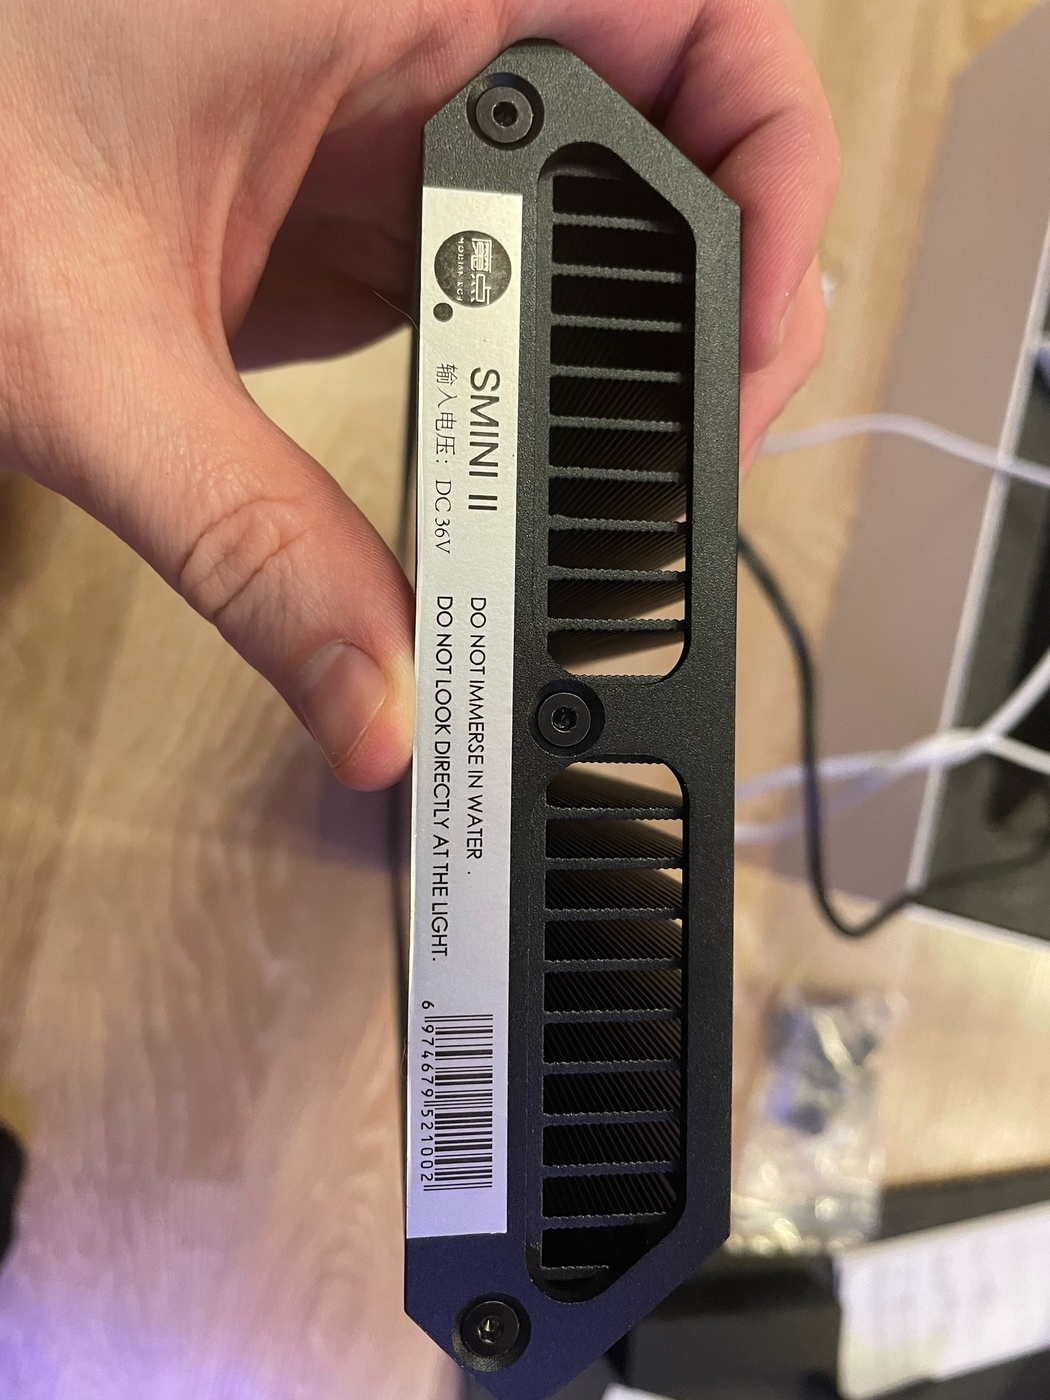 SMINI II
输入电压: DC 36V
DO NOT IMMERSE IN WATER .
DO NOT LOOK DIRECTLY AT THE LIGHT.
6 974679 521002